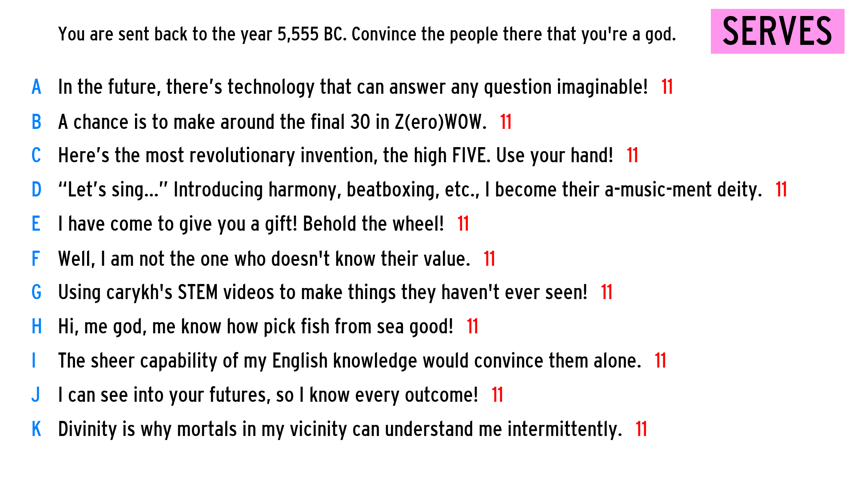 You are sent back to the year 5,555 BC. Convince the people there that you're a god.
SERVES
A In the future, there's technology that can answer any question imaginable! 11
B A chance is to make around the final 30 in Z(ero)WOW. 11
C Here's the most revolutionary invention, the high FIVE. Use your hand! 11
D “Let's sing...” Introducing harmony, beatboxing, etc., I become their a-music-ment deity. 11
E I have come to give you a gift! Behold the wheel! 11
F Well, I am not the one who doesn't know their value. 11
G Using carykh's STEM videos to make things they haven't ever seen! 11
H Hi, me god, me know how pick fish from sea good! 11
I The sheer capability of my English knowledge would convince them alone. 11
J I can see into your futures, so I know every outcome! 11
K Divinity is why mortals in my vicinity can understand me intermittently. 11